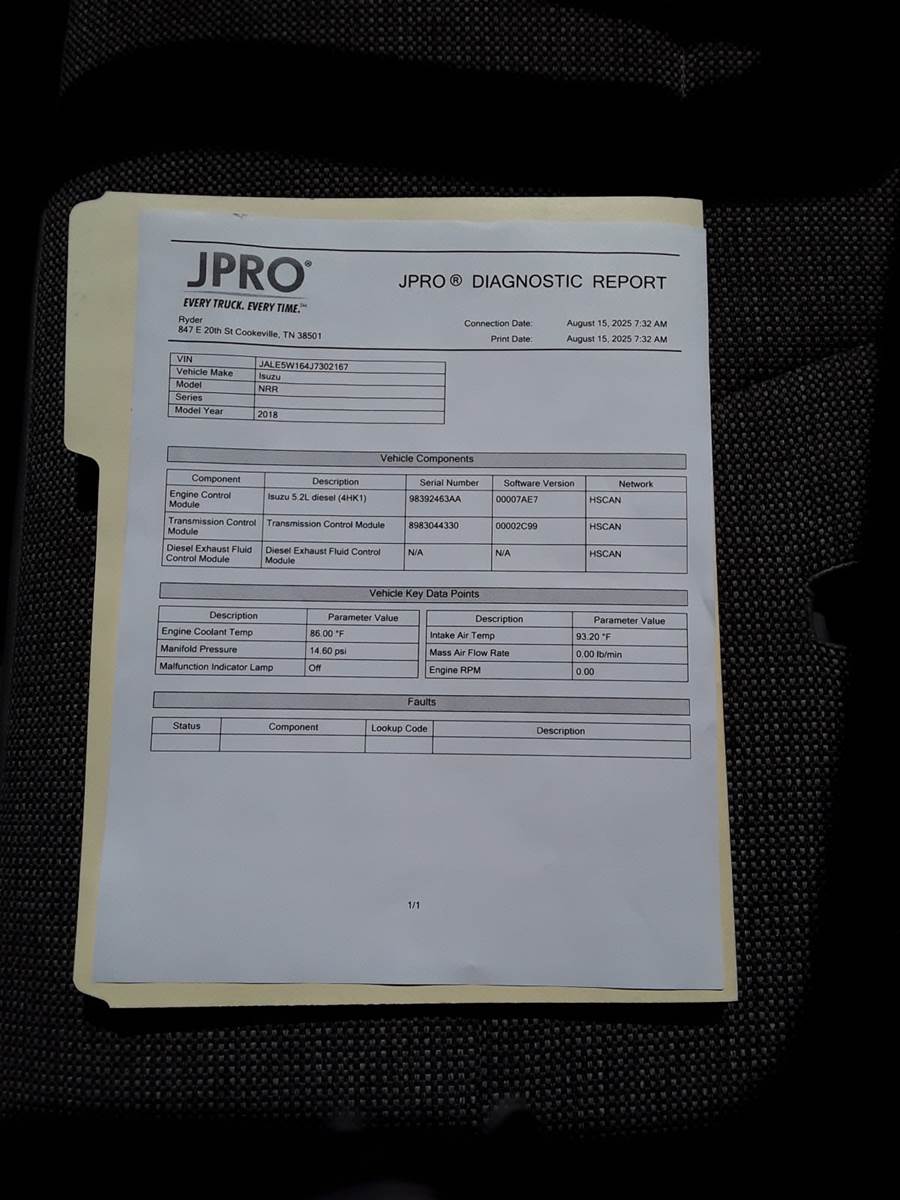 JPRO®
EVERY TRUCK. EVERY TIME.℠
JPRO® DIAGNOSTIC REPORT
Ryder
847 E 20th St Cookeville, TN 38501
Connection Date: August 15, 2025 7:32 AM
Print Date: August 15, 2025 7:32 AM
VIN JALE5W164J7302167
Vehicle Make Isuzu
Model NRR
Series
Model Year 2018
Vehicle Components
Component Description Serial Number Software Version Network
Engine Control Isuzu 5.2L diesel (4HK1) 98392463AA 00007AE7 HSCAN
Module
Transmission Control Transmission Control Module 8983044330 00002C99 HSCAN
Module
Diesel Exhaust Fluid Diesel Exhaust Fluid Control N/A N/A HSCAN
Control Module Module
Vehicle Key Data Points
Description Parameter Value Description Parameter Value
Engine Coolant Temp 86.00 °F Intake Air Temp 93.20 °F
Manifold Pressure 14.60 psi Mass Air Flow Rate 0.00 lb/min
Malfunction Indicator Lamp Off Engine RPM 0.00
Faults
Status Component Lookup Code Description
1/1